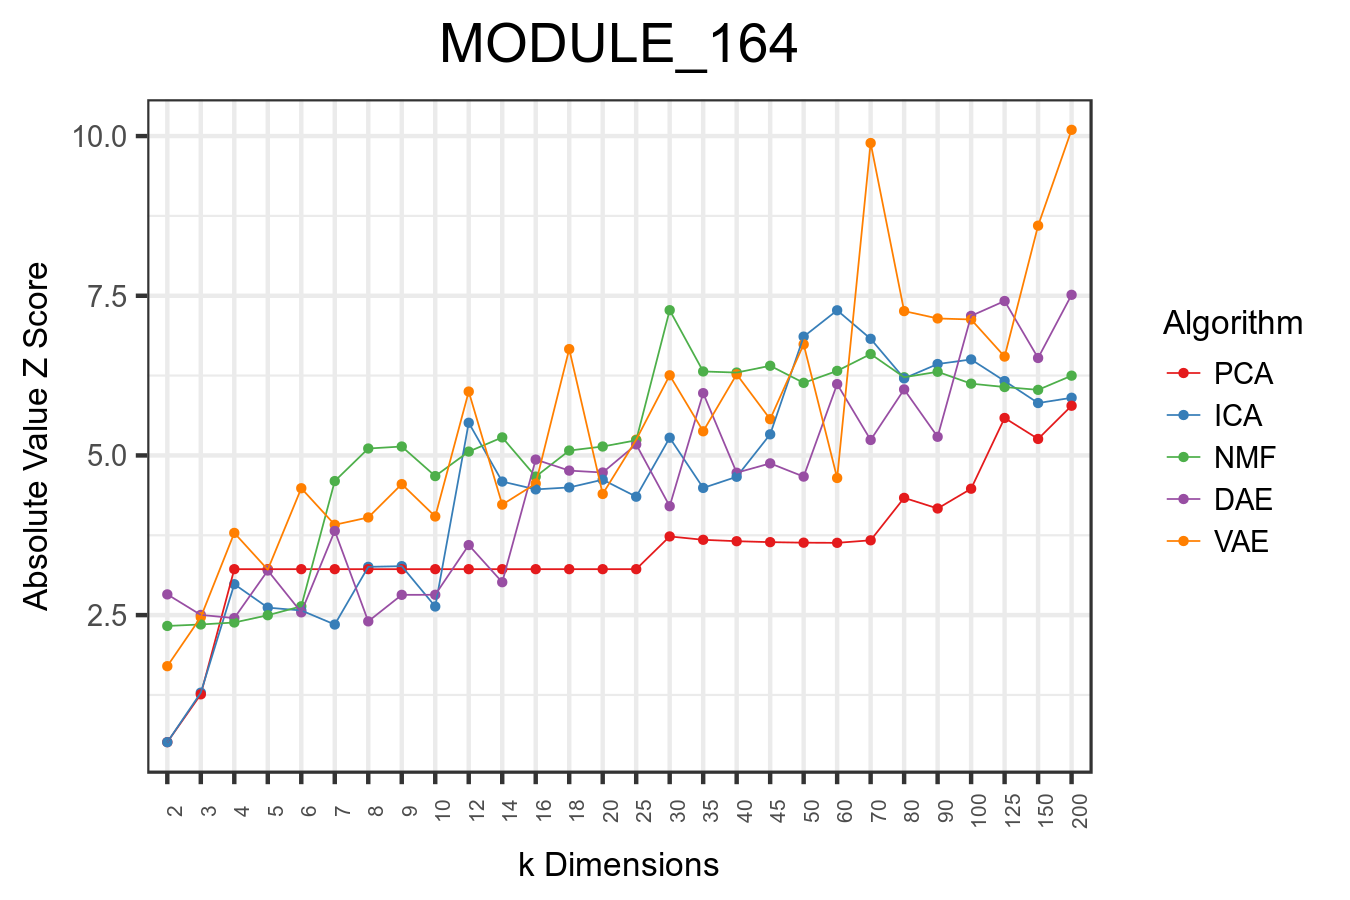 MODULE_164
10.0
7.5
5.0
2.5
Absolute Value Z Score
2 3 4 5 6 7 8 9 10 12 14 16 18 20 25 30 35 40 45 50 60 70 80 90 100 125 150 200
k Dimensions
Algorithm
PCA
ICA
NMF
DAE
VAE